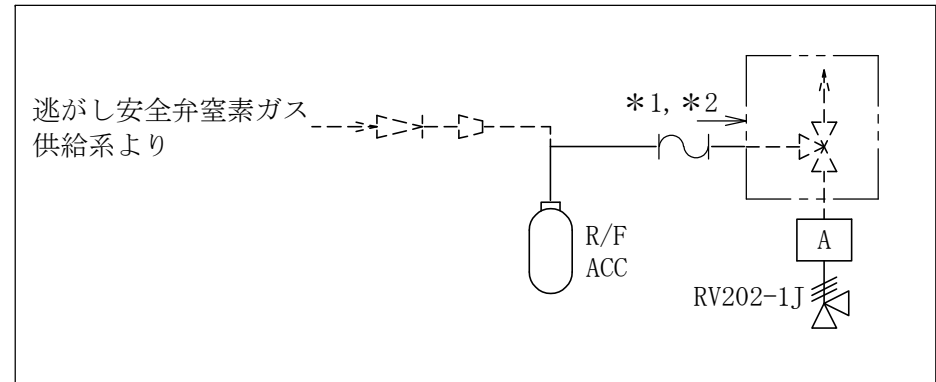 逃がし安全弁窒素ガス
供給系より
*1, *2
R/F
ACC
A
RV202-1J